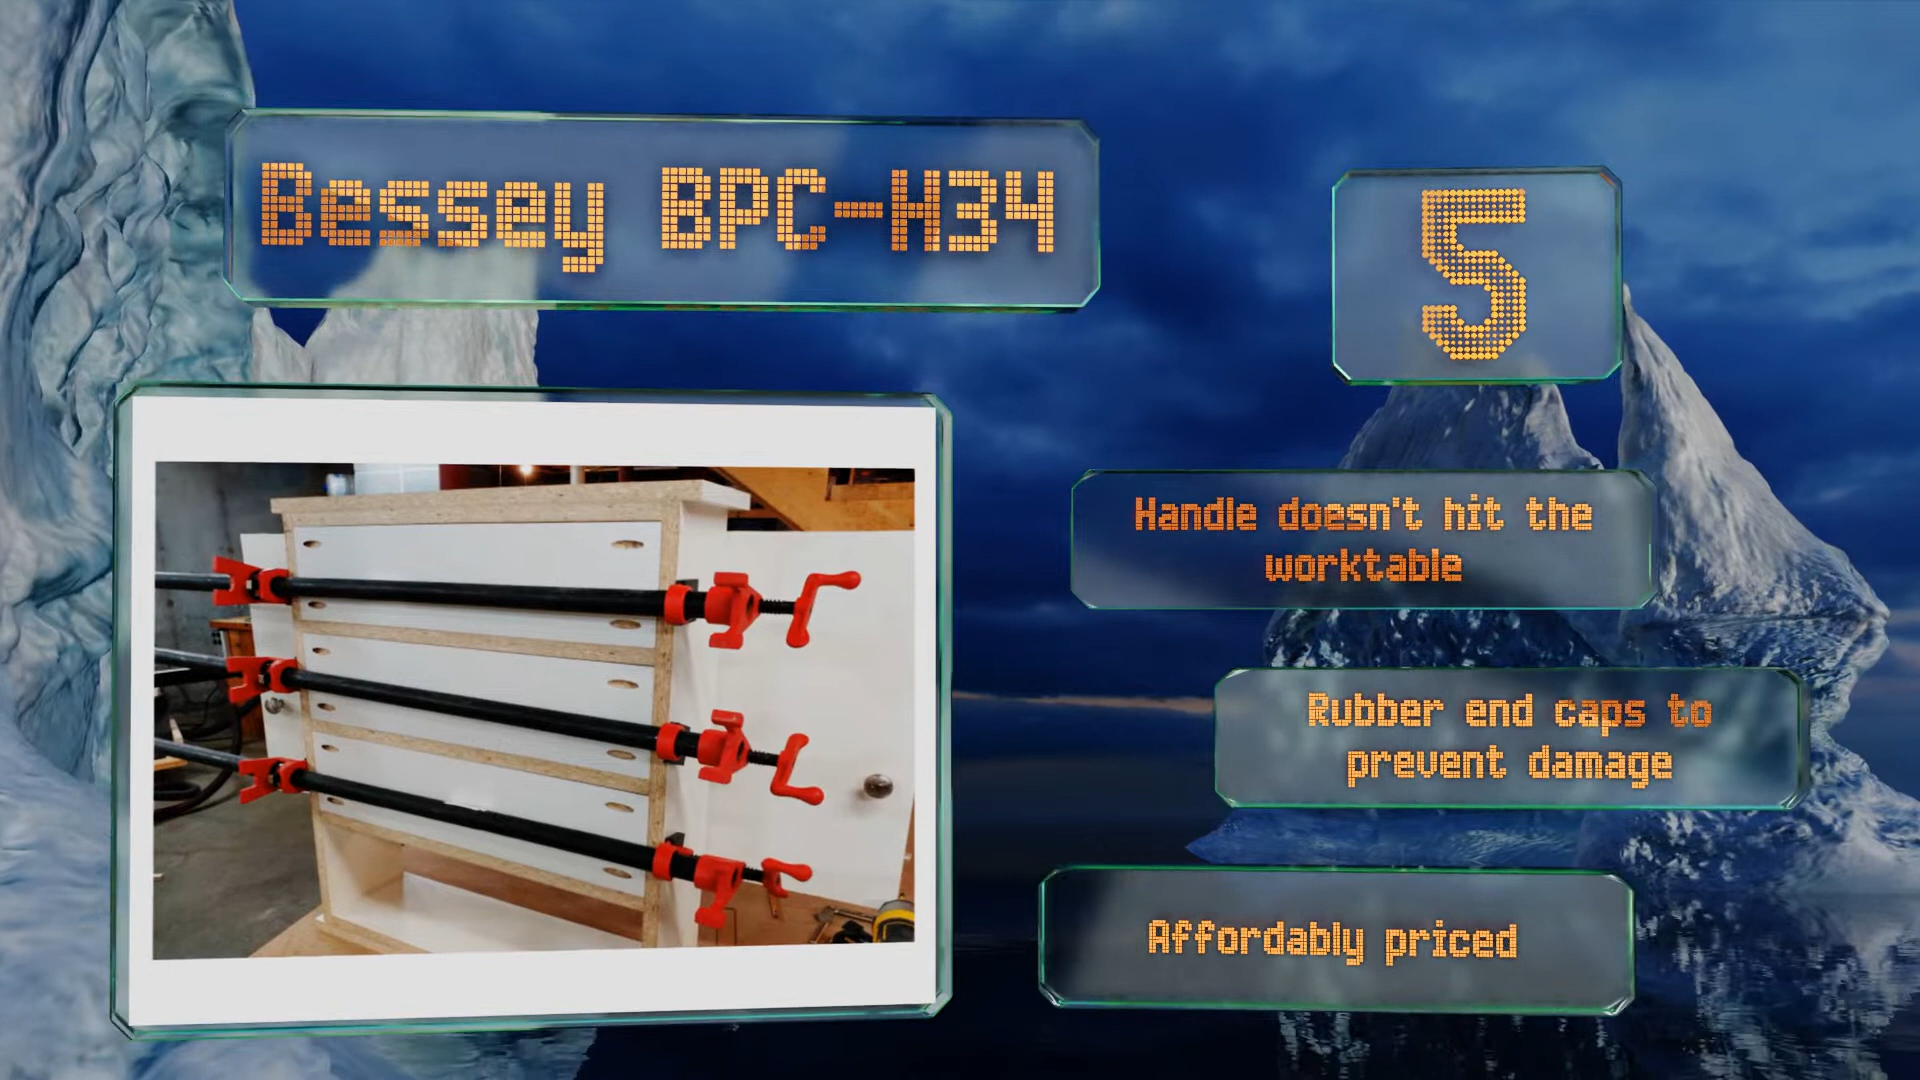 Bessey BPC-H34
5
Handle doesn't hit the
worktable
Rubber end caps to
prevent damage
Affordably priced